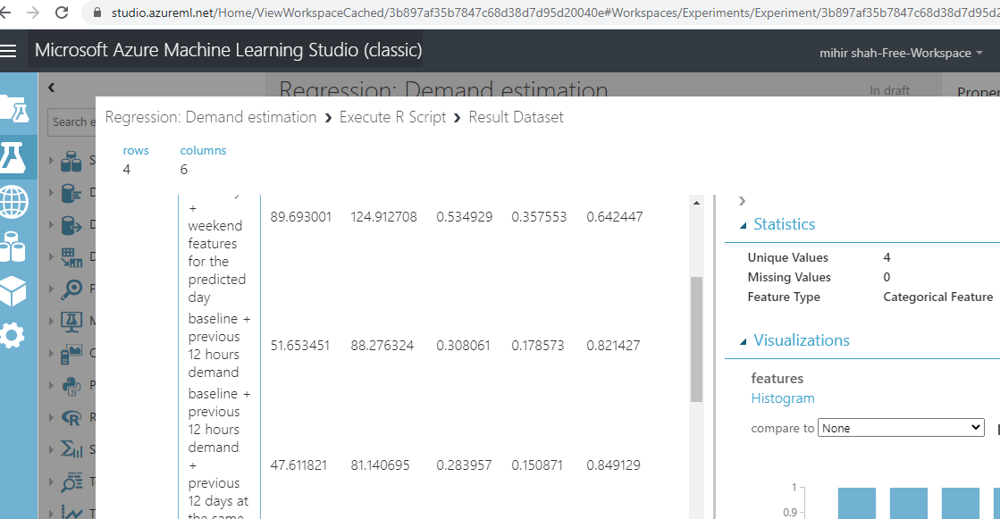 studio.azureml.net/Home/ViewWorkspaceCached/3b897af35b7847c68d38d7d95d20040e#Workspaces/Experiments/Experiment/3b897af35b7847c68d38d7d95d2
Microsoft Azure Machine Learning Studio (classic)
mihir shah-Free-Workspace
Regression: Demand estimation
In draft
Proper
Search e
Regression: Demand estimation > Execute R Script > Result Dataset
rows
columns
4
6
+
weekend
features
for the
predicted
day
89.693001 124.912708 0.534929 0.357553 0.642447
baseline +
previous
12 hours
demand
51.653451 88.276324 0.308061 0.178573 0.821427
baseline +
previous
12 hours
demand
+
previous
12 days at
the same
47.611821 81.140695 0.283957 0.150871 0.849129
S
D
D
D
F
M
C
P
R
S
T
T
Statistics
Unique Values 4
Missing Values 0
Feature Type Categorical Feature
Visualizations
features
Histogram
compare to None
1
0.9